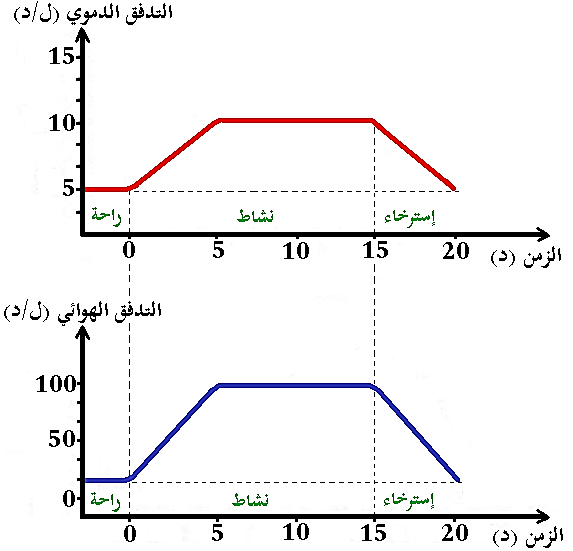 التدفق الدموي (ل/د)
15
10
5
راحة نشاط إسترخاء
0 5 10 15 20
الزمن (د)
التدفق الهوائي (ل/د)
100
50
0
راحة نشاط إسترخاء
0 5 10 15 20
الزمن (د)